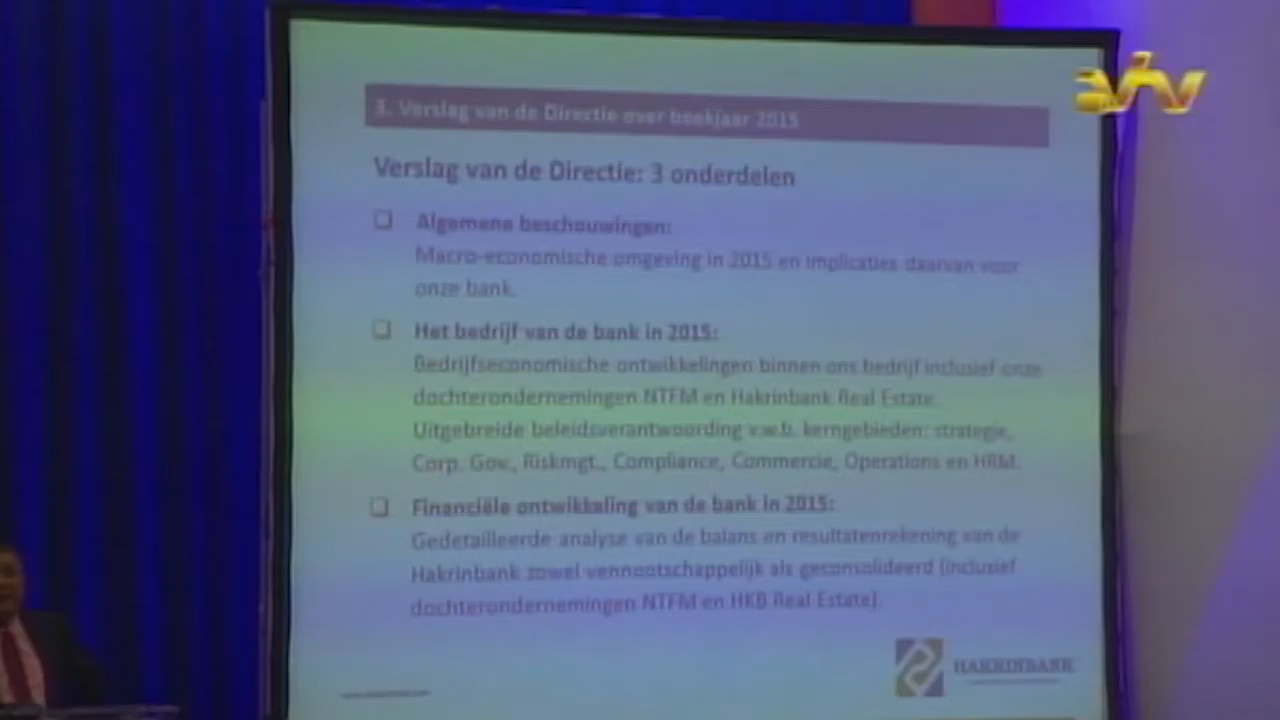 ATV
3. Verslag van de Directie over boekjaar 2015
Verslag van de Directie: 3 onderdelen
Algemene beschouwingen:
Macro-economische omgeving in 2015 en implicaties daarvan voor
onze bank.
Het bedrijf van de bank in 2015:
Bedrijfseconomische ontwikkelingen binnen ons bedrijf inclusief onze
dochterondernemingen NTFM en Hakrinbank Real Estate.
Uitgebreide beleidsverantwoording v.w.b. kerngebieden: strategie,
Corp. Gov., Riskmgt., Compliance, Commercie, Operations en HRM.
Financiële ontwikkeling van de bank in 2015:
Gedetailleerde analyse van de balans en resultatenrekening van de
Hakrinbank zowel vennootschappelijk als geconsolideerd (inclusief
dochterondernemingen NTFM en HKB Real Estate).
HAKRINBANK